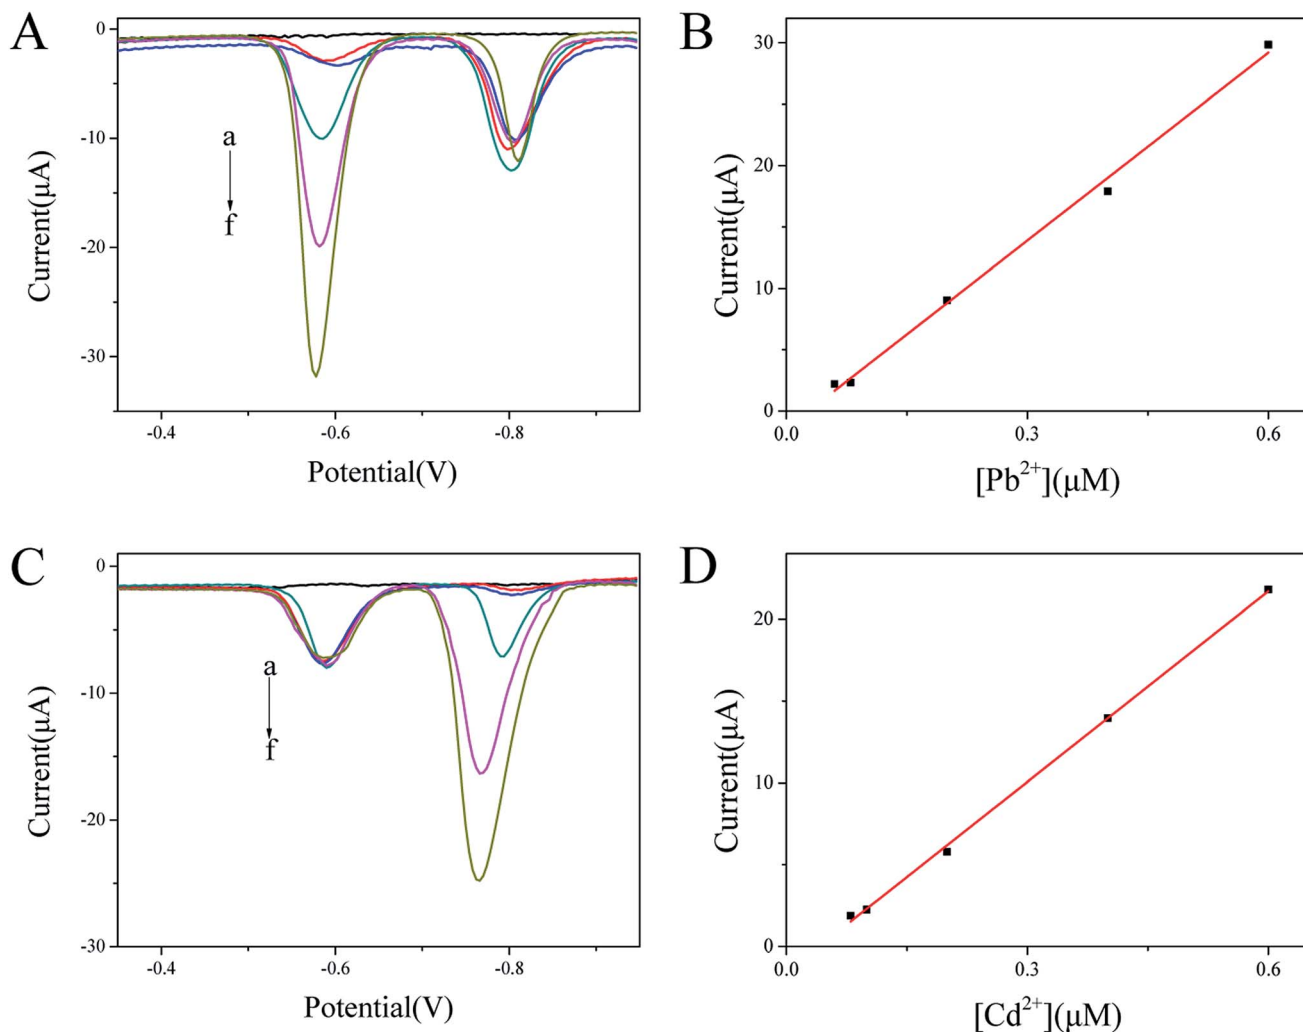 A
0
-10
-20
-30
Current(μA)
a
f
-0.4
-0.6
-0.8
Potential(V)
B
30
20
10
0
Current(μA)
0.0
0.3
0.6
[Pb²⁺](μM)
C
0
-10
-20
-30
Current(μA)
a
f
-0.4
-0.6
-0.8
Potential(V)
D
20
10
0
Current(μA)
0.0
0.3
0.6
[Cd²⁺](μM)